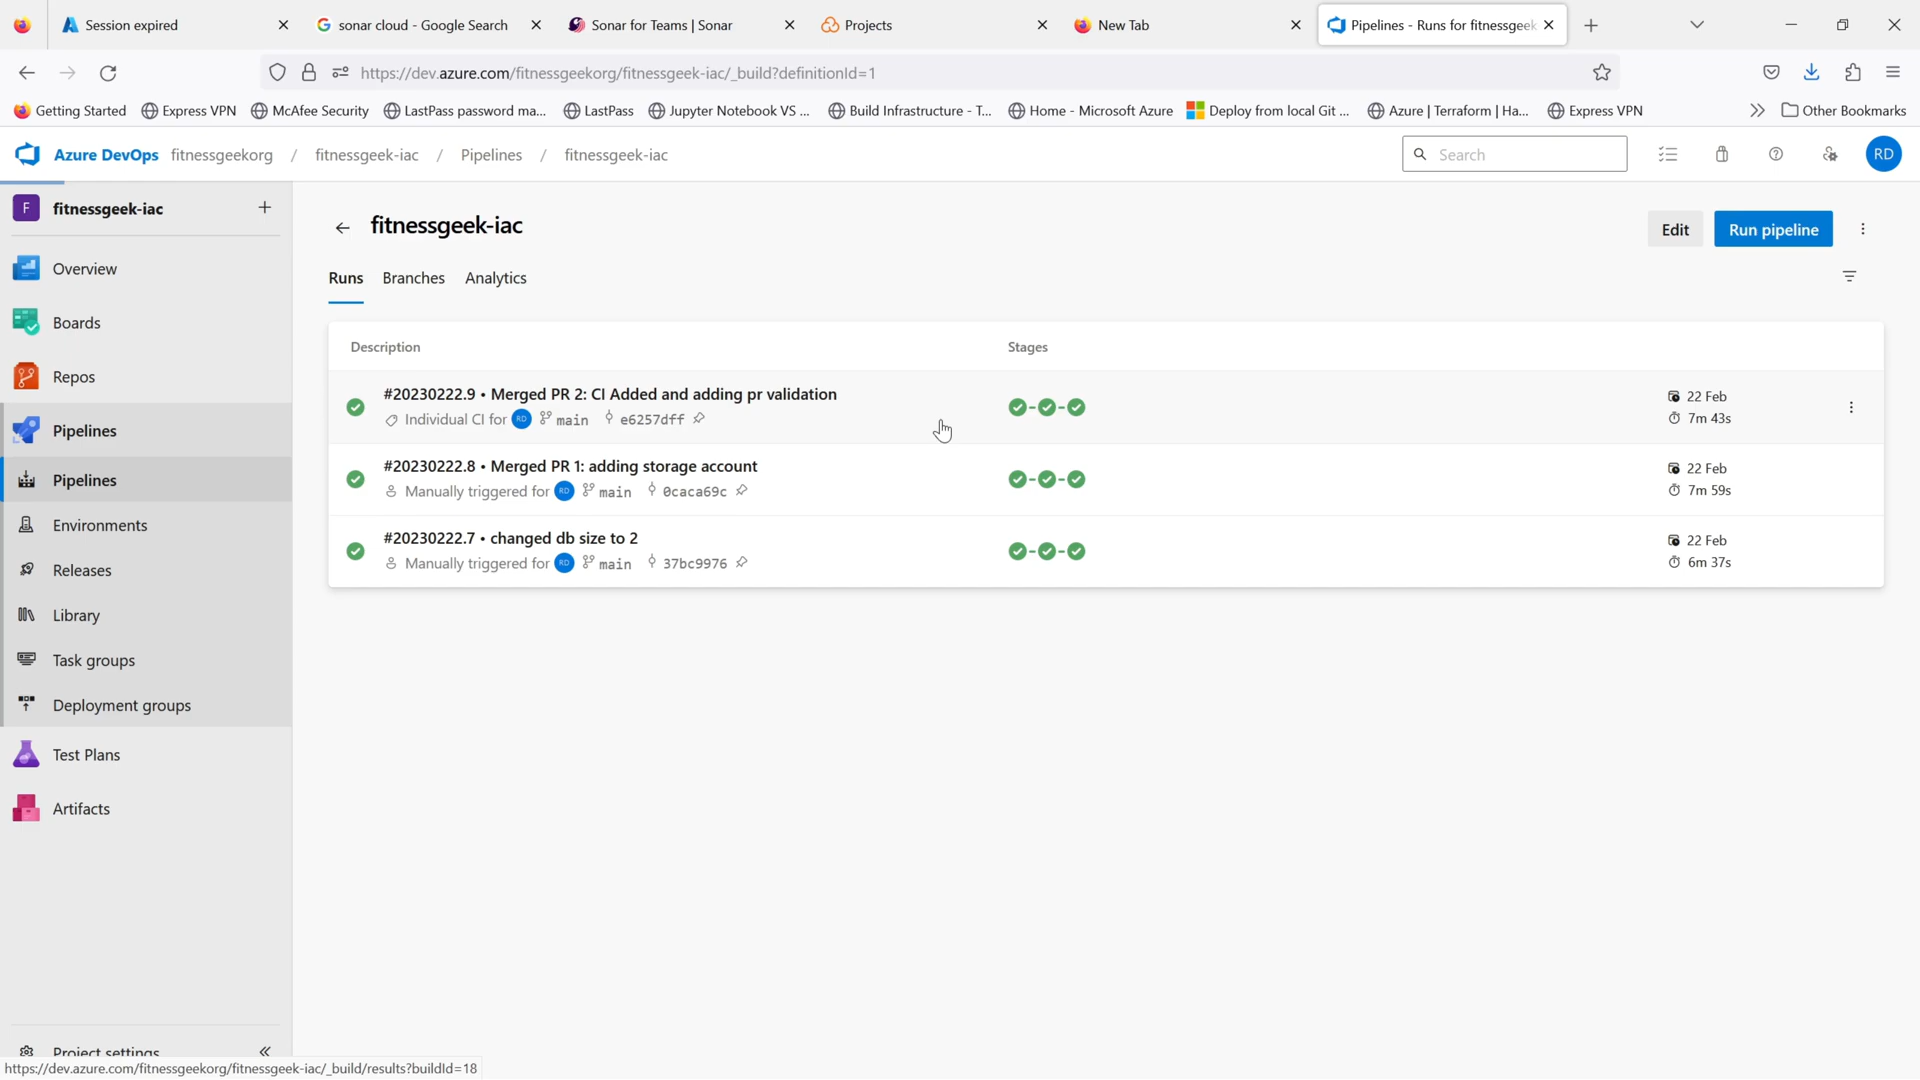 Session expired
sonar cloud - Google Search
Sonar for Teams | Sonar
Projects
New Tab
Pipelines - Runs for fitnessgeek
https://dev.azure.com/fitnessgeekorg/fitnessgeek-iac/_build?definitionId=1
Getting Started
Express VPN
McAfee Security
LastPass password ma...
LastPass
Jupyter Notebook VS ...
Build Infrastructure - T...
Home - Microsoft Azure
Deploy from local Git ...
Azure | Terraform | Ha...
Express VPN
Other Bookmarks
Azure DevOps fitnessgeekorg / fitnessgeek-iac / Pipelines / fitnessgeek-iac
Search
RD
F fitnessgeek-iac
Overview
Boards
Repos
Pipelines
Pipelines
Environments
Releases
Library
Task groups
Deployment groups
Test Plans
Artifacts
Project settings
fitnessgeek-iac
Edit
Run pipeline
Runs Branches Analytics
Description Stages
#20230222.9 • Merged PR 2: CI Added and adding pr validation
Individual CI for RD main e6257dff
22 Feb
7m 43s
#20230222.8 • Merged PR 1: adding storage account
Manually triggered for RD main 0caca69c
22 Feb
7m 59s
#20230222.7 • changed db size to 2
Manually triggered for RD main 37bc9976
22 Feb
6m 37s
https://dev.azure.com/fitnessgeekorg/fitnessgeek-iac/_build/results?buildId=18